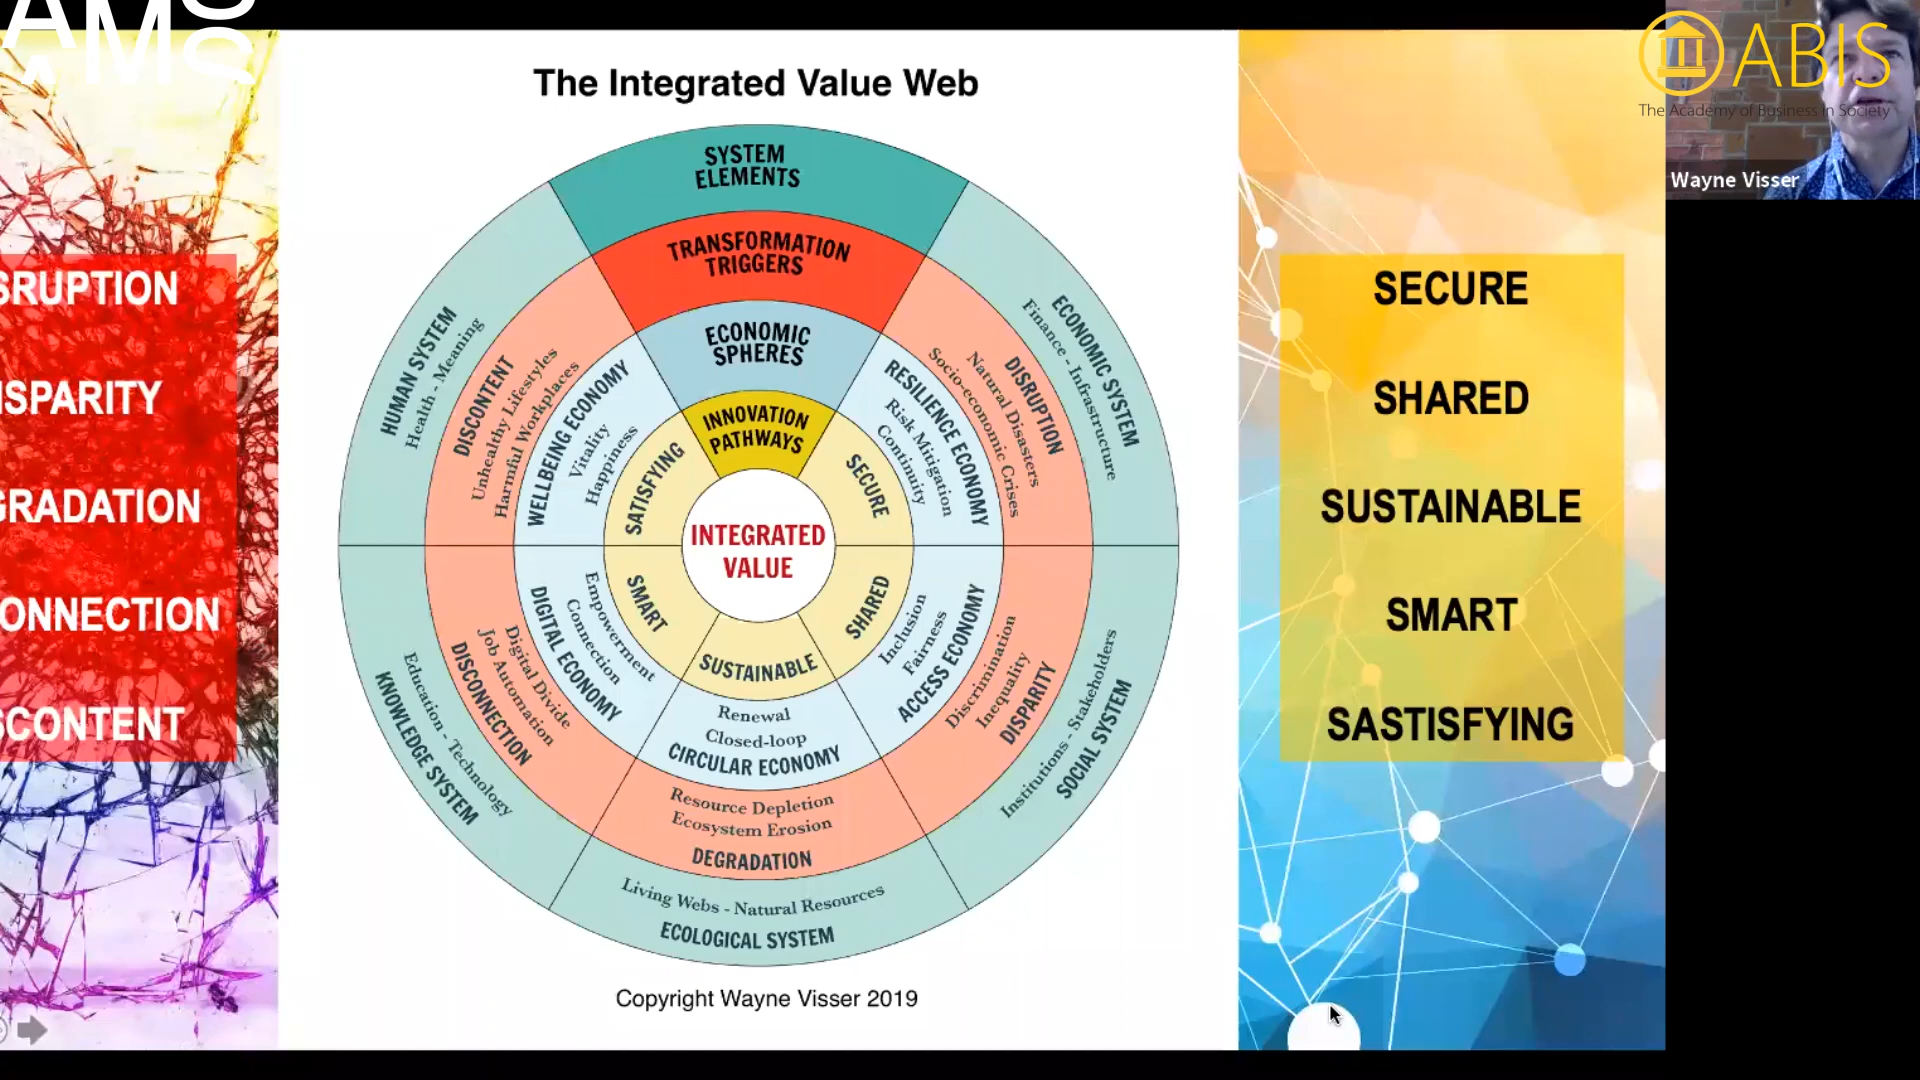 AMS
SRUPTION
ISPARITY
GRADATION
ONNECTION
SCONTENT
The Integrated Value Web
SYSTEM
ELEMENTS
TRANSFORMATION
TRIGGERS
ECONOMIC
SPHERES
INNOVATION
PATHWAYS
INTEGRATED
VALUE
ECONOMIC SYSTEM
Finance - Infrastructure
DISRUPTION
Natural Disasters
Socio-economic Crises
RESILIENCE ECONOMY
Risk Mitigation
Continuity
SECURE
SHARED
Inclusion
Fairness
ACCESS ECONOMY
Discrimination
Inequality
DISPARITY
Institutions - Stakeholders
SOCIAL SYSTEM
SUSTAINABLE
Renewal
Closed-loop
CIRCULAR ECONOMY
Resource Depletion
Ecosystem Erosion
DEGRADATION
Living Webs - Natural Resources
ECOLOGICAL SYSTEM
SMART
Empowerment
Connection
DIGITAL ECONOMY
Digital Divide
Job Automation
DISCONNECTION
Education - Technology
KNOWLEDGE SYSTEM
HUMAN SYSTEM
Health - Meaning
DISCONTENT
Unhealthy Lifestyles
Harmful Workplaces
WELLBEING ECONOMY
Vitality
Happiness
SATISFYING
Copyright Wayne Visser 2019
SECURE
SHARED
SUSTAINABLE
SMART
SASTISFYING
ABIS
The Academy of Business in Society
Wayne Visser